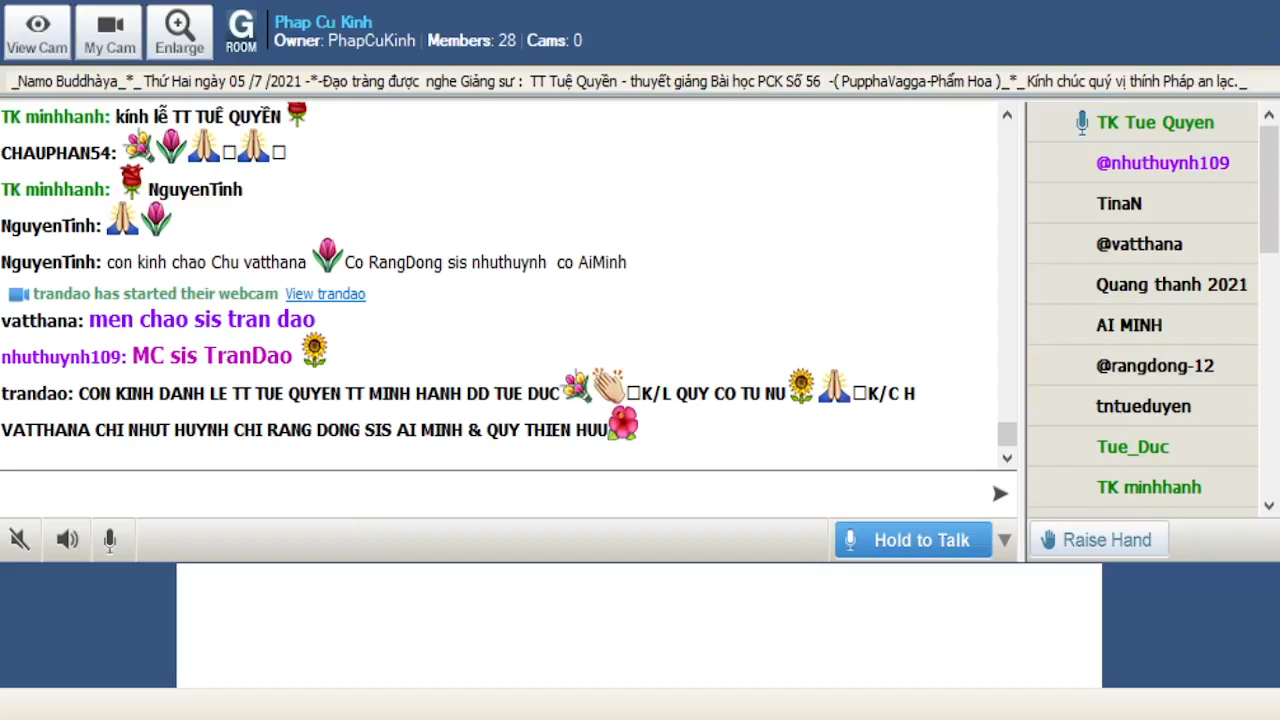 View Cam
My Cam
Enlarge
G
ROOM
Phap Cu Kinh
Owner: PhapCuKinh | Members: 28 | Cams: 0
_Namo Buddhàya_*_ Thứ Hai ngày 05 /7 /2021 -*-Đạo tràng được nghe Giảng sư : TT Tuệ Quyền - thuyết giảng Bài học PCK Số 56 -( PupphaVagga-Phẩm Hoa )_*_ Kính chúc quý vị thính Pháp an lạc._
TK minhhanh: kính lễ TT TUỆ QUYỀN
CHAUPHAN54:
TK minhhanh: NguyenTinh
NguyenTinh:
NguyenTinh: con kinh chao Chu vatthana Co RangDong sis nhuthuynh co AiMinh
trandao has started their webcam View trandao
vatthana: men chao sis tran dao
nhuthuynh109: MC sis TranDao
trandao: CON KINH DANH LE TT TUE QUYEN TT MINH HANH DD TUE DUC K/L QUY CO TU NU K/C H
VATTHANA CHI NHUT HUYNH CHI RANG DONG SIS AI MINH & QUY THIEN HUU
TK Tue Quyen
@nhuthuynh109
TinaN
@vatthana
Quang thanh 2021
AI MINH
@rangdong-12
tntueduyen
Tue_Duc
TK minhhanh
Hold to Talk
Raise Hand